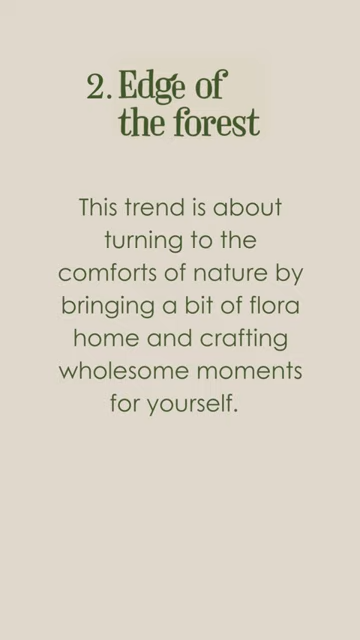 2. Edge of
the forest
This trend is about
turning to the
comforts of nature by
bringing a bit of flora
home and crafting
wholesome moments
for yourself.